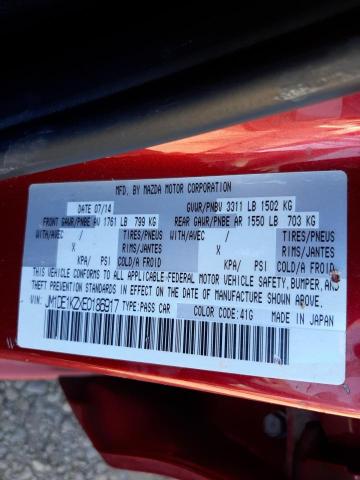 MFD. BY MAZDA MOTOR CORPORATION
DATE 07/14 GVWR/PNBV 3311 LB 1502 KG
FRONT GAWR/PNBE AV 1761 LB 799 KG REAR GAWR/PNBE AR 1550 LB 703 KG
WITH/AVEC / TIRES/PNEUS WITH/AVEC / TIRES/PNEUS
X RIMS/JANTES X RIMS/JANTES
KPA/ PSI COLD/A FROID KPA/ PSI COLD/A FROID
THIS VEHICLE CONFORMS TO ALL APPLICABLE-FEDERAL MOTOR VEHICLE SAFETY, BUMPER, AND
THEFT PREVENTION STANDARDS IN EFFECT ON THE DATE OF MANUFACTURE SHOWN ABOVE.
VIN: JM1DE1KZXE0186917 TYPE: PASS CAR COLOR: 41G MADE IN JAPAN